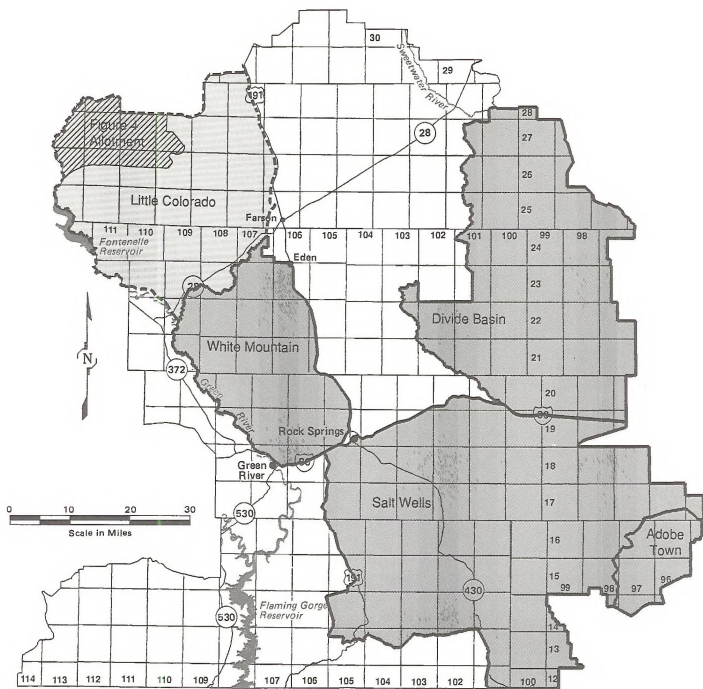 30
29
Sweetwater River
191
28
28
27
26
25
Figure 4
Allotment
Little Colorado
Farson
111 110 109 108 107 106 105 104 103 102 101 100 99 98
Fontenelle
Reservoir
Eden
24
28
23
White Mountain
Divide Basin
22
21
N
372
Green River
20
80
19
Rock Springs
Green
River
18
Salt Wells
17
530
0 10 20 30
Scale in Miles
16
Adobe
Town
15
99 98 97 96
191
430
Flaming Gorge
Reservoir
530
14
13
12
114 113 112 111 110 109 107 106 105 104 103 102 100